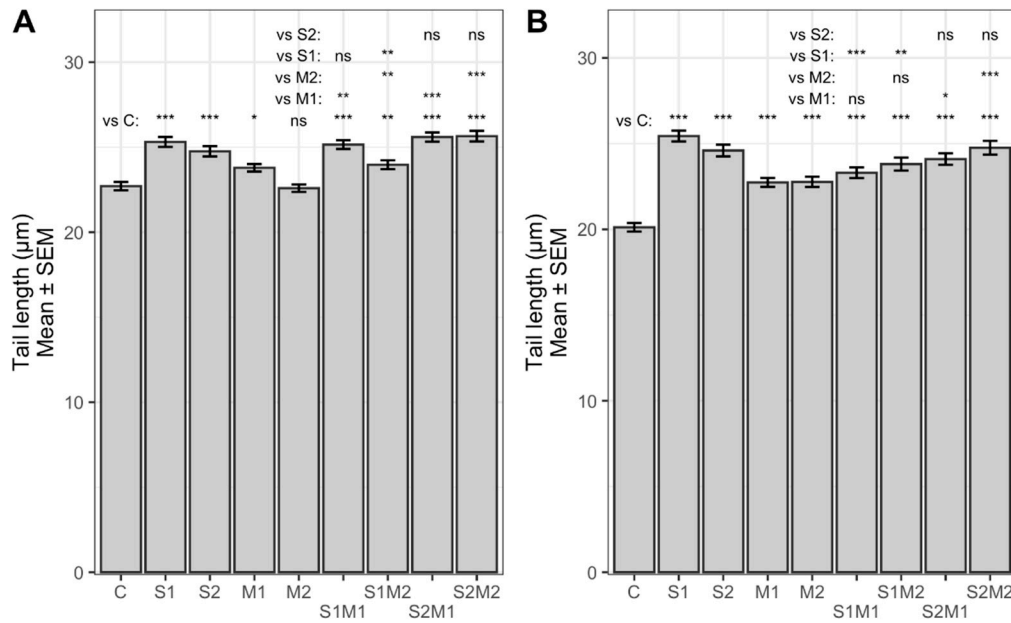 A
vs S2: ns ns
vs S1: ns **
vs M2: ** ***
vs M1: ** ***
vs C: *** *** * ns *** ** *** ***
30
20
10
0
Tail length (µm)
Mean ± SEM
C S1 S2 M1 M2 S1M2 S2M2
S1M1 S2M1
B
vs S2: ns ns
vs S1: *** **
vs M2: ns ***
vs M1: ns *
vs C: *** *** *** *** *** *** *** ***
30
20
10
0
Tail length (µm)
Mean ± SEM
C S1 S2 M1 M2 S1M2 S2M2
S1M1 S2M1